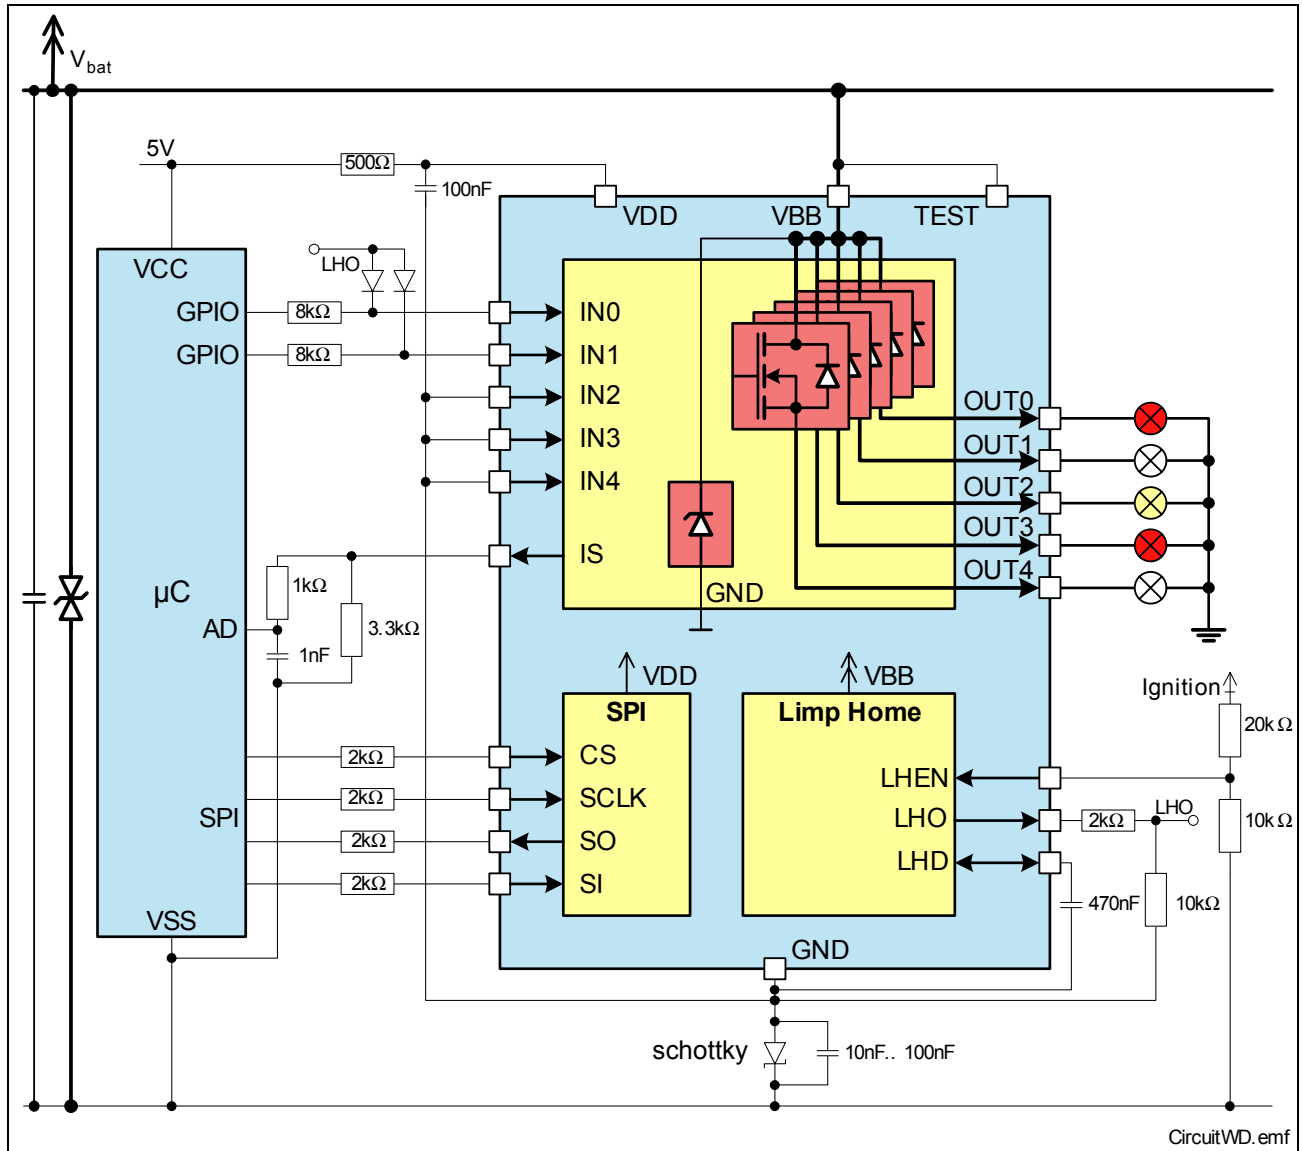 V_bat
5V
500Ω
100nF
VDD
VBB
TEST
VCC
LHO
GPIO
8kΩ
IN0
GPIO
8kΩ
IN1
IN2
IN3
IN4
OUT0
OUT1
OUT2
OUT3
OUT4
IS
GND
1kΩ
µC
AD
3.3kΩ
1nF
VDD
VBB
Ignition
SPI
Limp Home
20kΩ
2kΩ
CS
LHEN
2kΩ
SCLK
SPI
LHO
2kΩ
LHO
10kΩ
2kΩ
SO
LHD
2kΩ
SI
470nF
10kΩ
VSS
GND
schottky
10nF.. 100nF
CircuitWD.emf